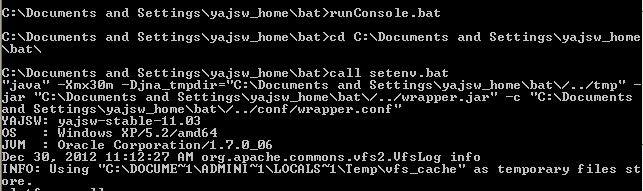 C:\Documents and Settings\yajsw_home\bat>runConsole.bat
C:\Documents and Settings\yajsw_home\bat>cd C:\Documents and Settings\yajsw_home
\bat\
C:\Documents and Settings\yajsw_home\bat>call setenv.bat
"java" -Xmx30m -Djna_tmpdir="C:\Documents and Settings\yajsw_home\bat\/../tmp" -
jar "C:\Documents and Settings\yajsw_home\bat\/../wrapper.jar" -c "C:\Documents
and Settings\yajsw_home\bat\/../conf/wrapper.conf"
YAJSW: yajsw-stable-11.03
OS   : Windows XP/5.2/amd64
JVM  : Oracle Corporation/1.7.0_06
Dec 30, 2012 11:12:27 AM org.apache.commons.vfs2.VfsLog info
INFO: Using "C:\DOCUME~1\ADMINI~1\LOCALS~1\Temp\vfs_cache" as temporary files st
ore.